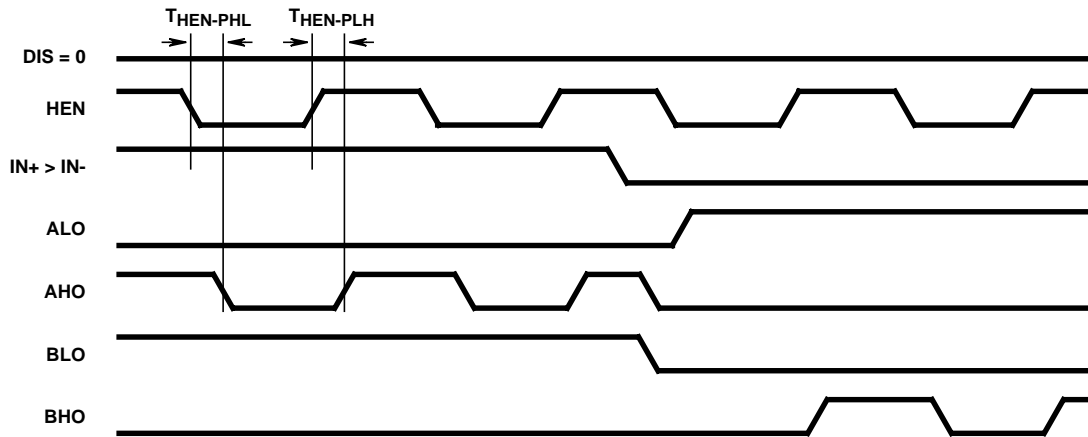 THEN-PHL THEN-PLH
DIS = 0
HEN
IN+ > IN-
ALO
AHO
BLO
BHO